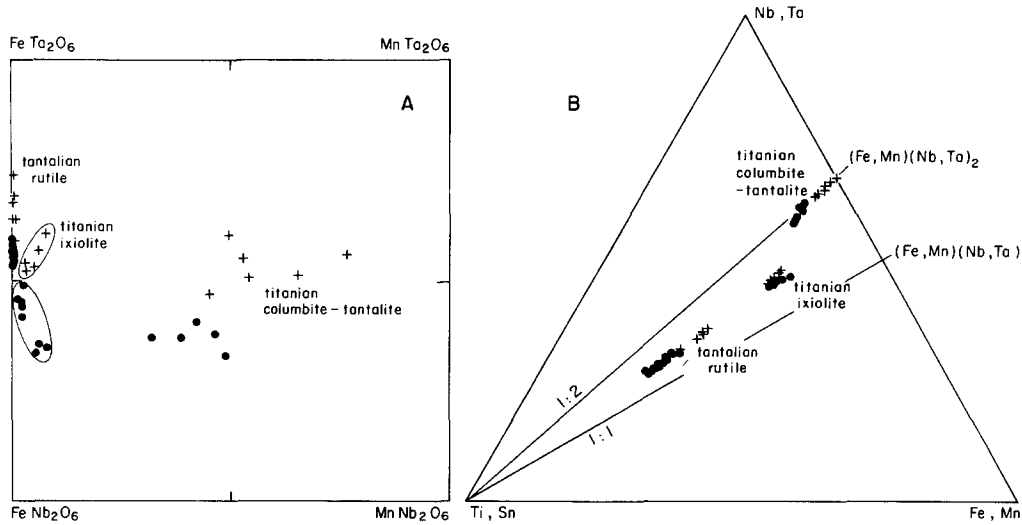 Fe Ta2O6
Mn Ta2O6
A
tantalian
rutile
titanian
ixiolite
titanian
columbite - tantalite
Fe Nb2O6
Mn Nb2O6
Nb , Ta
B
titanian
columbite
- tantalite
(Fe, Mn)(Nb, Ta)2
(Fe, Mn)(Nb, Ta)
titanian
ixiolite
tantalian
rutile
1:2
1:1
Ti , Sn
Fe , Mn